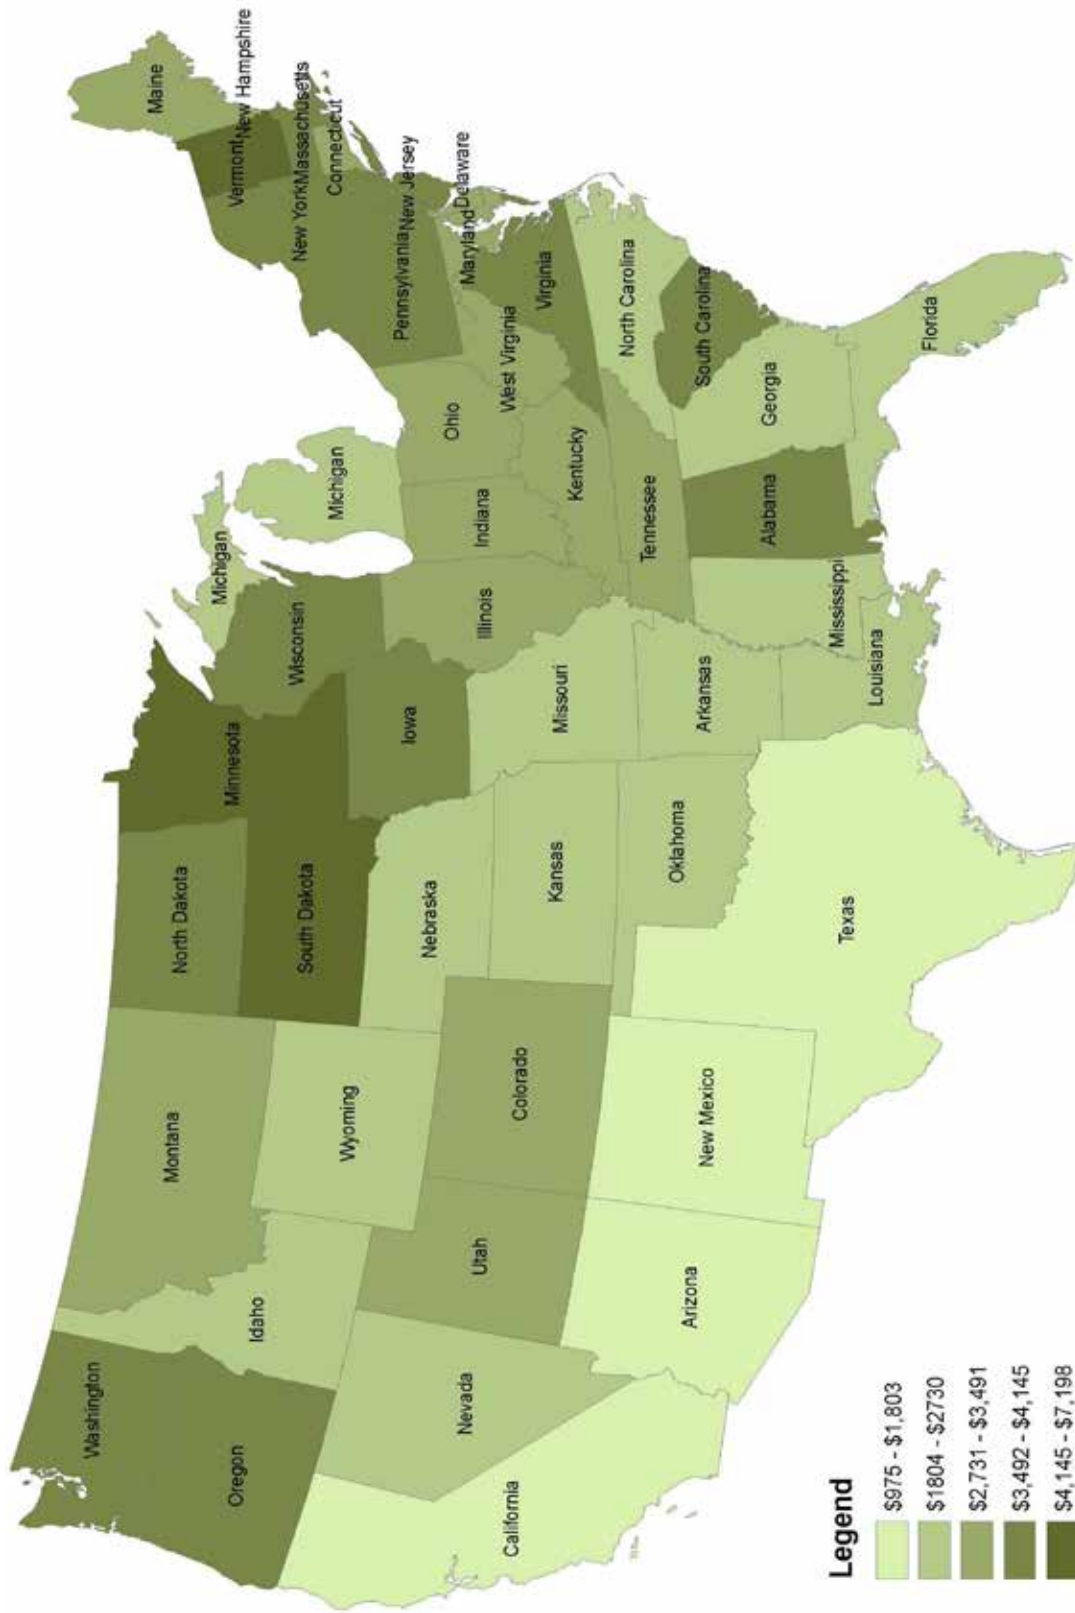 Washington
Oregon
California
Nevada
Idaho
Montana
Wyoming
Utah
Arizona
Colorado
New Mexico
North Dakota
South Dakota
Nebraska
Kansas
Oklahoma
Texas
Minnesota
Iowa
Missouri
Arkansas
Louisiana
Wisconsin
Illinois
Mississippi
Michigan
Michigan
Indiana
Ohio
Kentucky
Tennessee
Alabama
Georgia
Florida
South Carolina
North Carolina
Virginia
West Virginia
Maryland
Delaware
Pennsylvania
New Jersey
New York
Connecticut
Massachusetts
Vermont
New Hampshire
Maine
Legend
$975 - $1,803
$1804 - $2730
$2,731 - $3,491
$3,492 - $4,145
$4,145 - $7,198